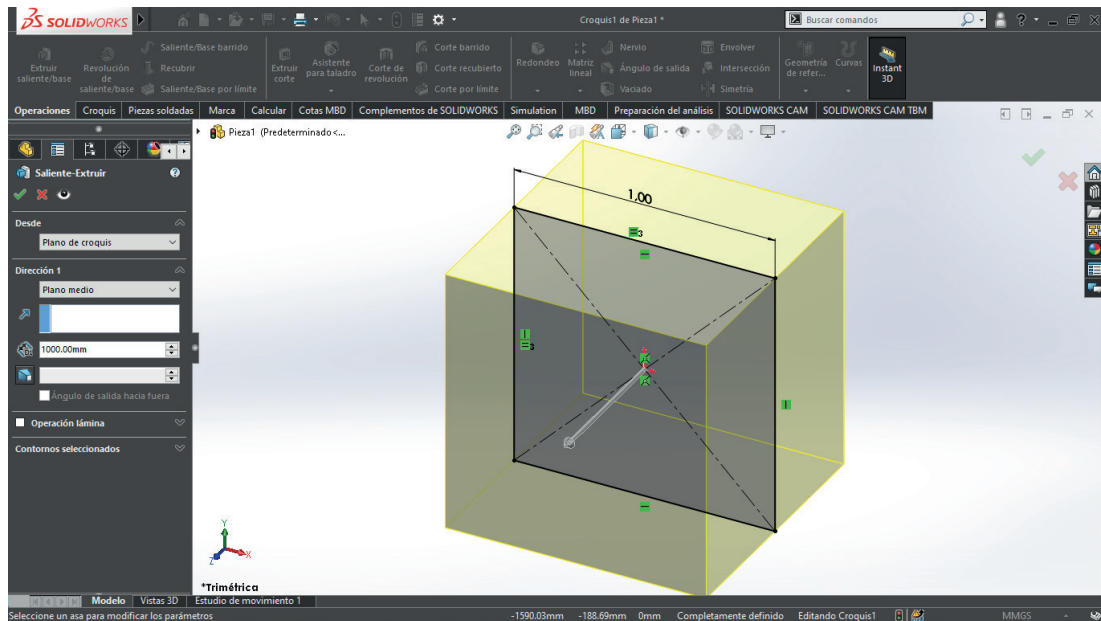 SOLIDWORKS
Croquis1 de Pieza1 *
Buscar comandos
Extruir saliente/base
Revolución de saliente/base
Saliente/Base barrido
Recubrir
Saliente/Base por límite
Extruir corte
Asistente para taladro
Corte de revolución
Corte barrido
Corte recubierto
Corte por límite
Redondeo
Matriz lineal
Nervio
Ángulo de salida
Vaciado
Envolver
Intersección
Simetría
Geometría de refer...
Curvas
Instant 3D
Operaciones Croquis Piezas soldadas Marca Calcular Cotas MBD Complementos de SOLIDWORKS Simulation MBD Preparación del análisis SOLIDWORKS CAM SOLIDWORKS CAM TBM
Pieza1 (Predeterminado<...
Saliente-Extruir
Desde
Plano de croquis
Dirección 1
Plano medio
1000.00mm
Ángulo de salida hacia fuera
Operación lámina
Contornos seleccionados
1,00
3
3
Y
X
Z
*Trimétrica
Modelo Vistas 3D Estudio de movimiento 1
Seleccione un asa para modificar los parámetros
-1590.03mm -188.69mm 0mm Completamente definido Editando Croquis1 MMGS